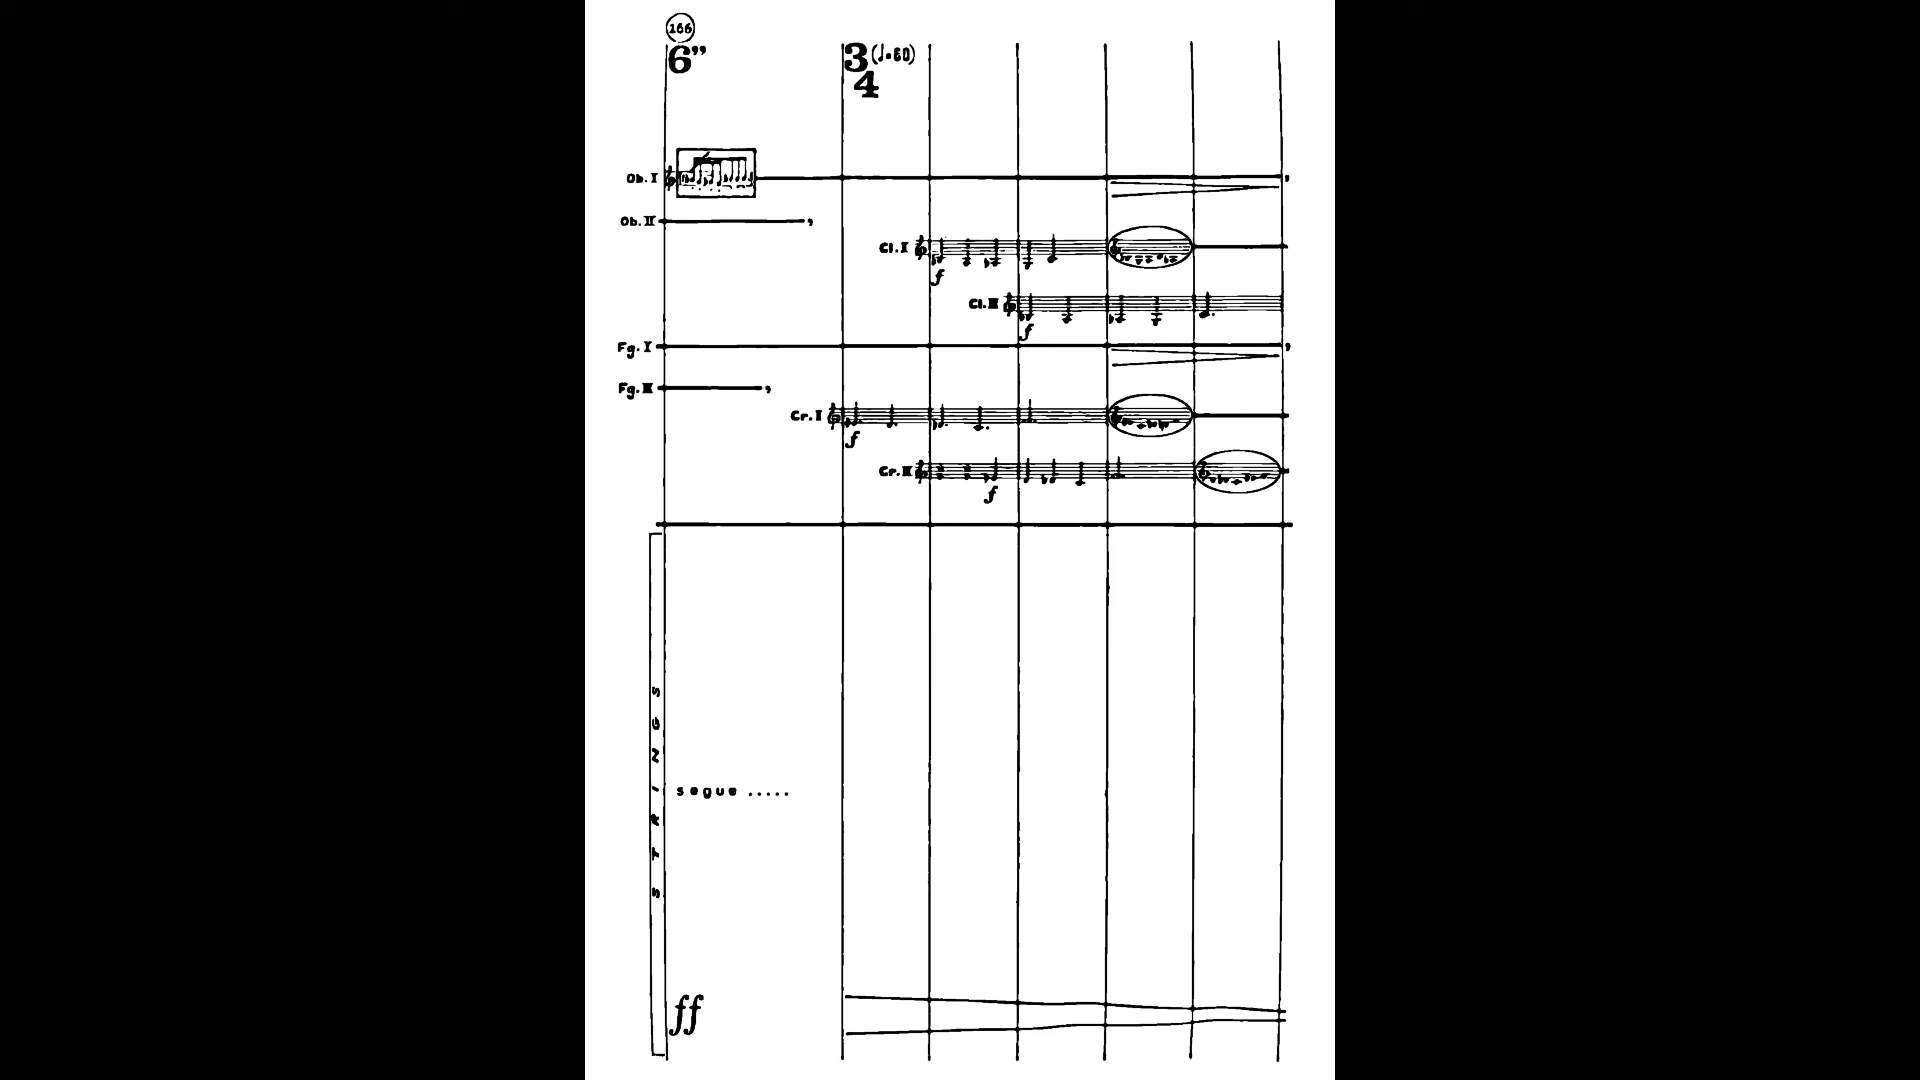 166
6”
3 (♩=60)
4
Ob. I
Ob. II
Cl. I
f
Cl. II
f
Fg. I
Fg. II
Cr. I
f
Cr. II
f
STRINGS
segue .....
ff